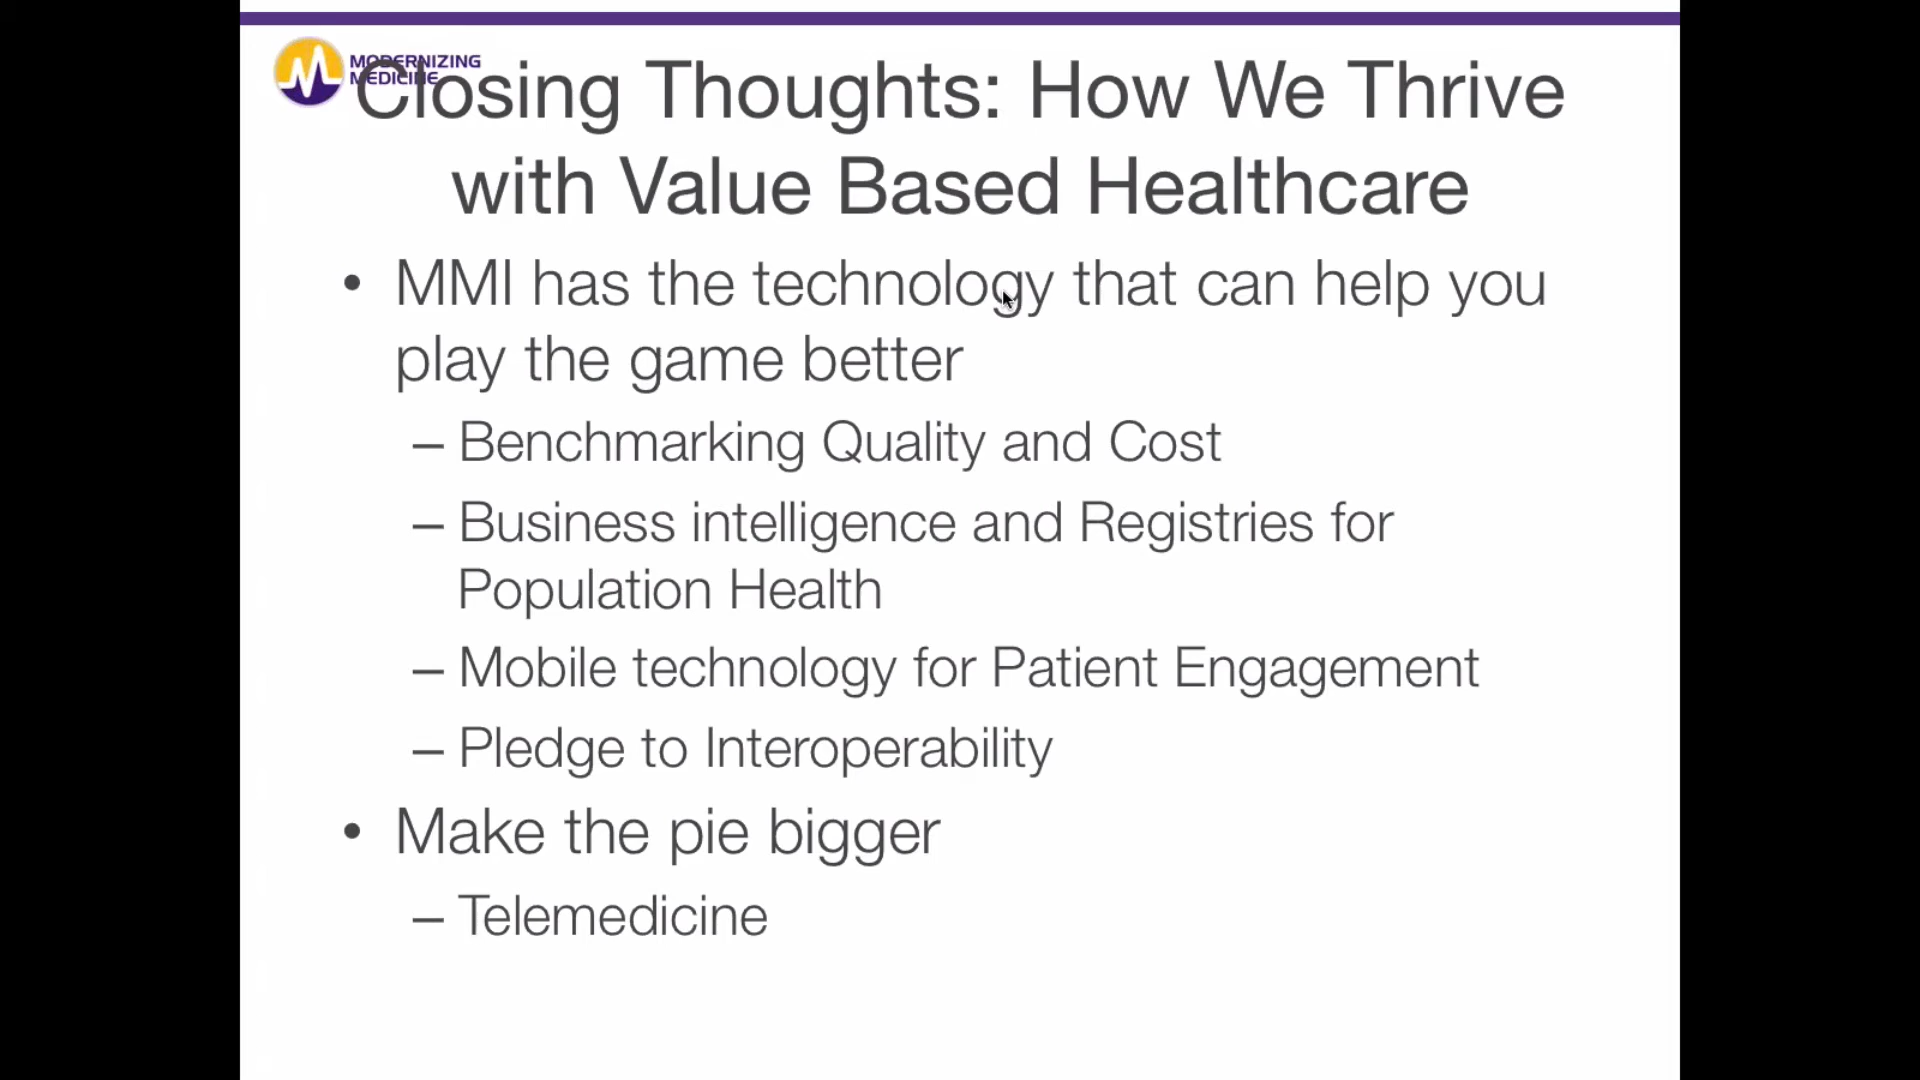 MODERNIZING
MEDICINE
Closing Thoughts: How We Thrive
with Value Based Healthcare
• MMI has the technology that can help you
play the game better
– Benchmarking Quality and Cost
– Business intelligence and Registries for
Population Health
– Mobile technology for Patient Engagement
– Pledge to Interoperability
• Make the pie bigger
– Telemedicine